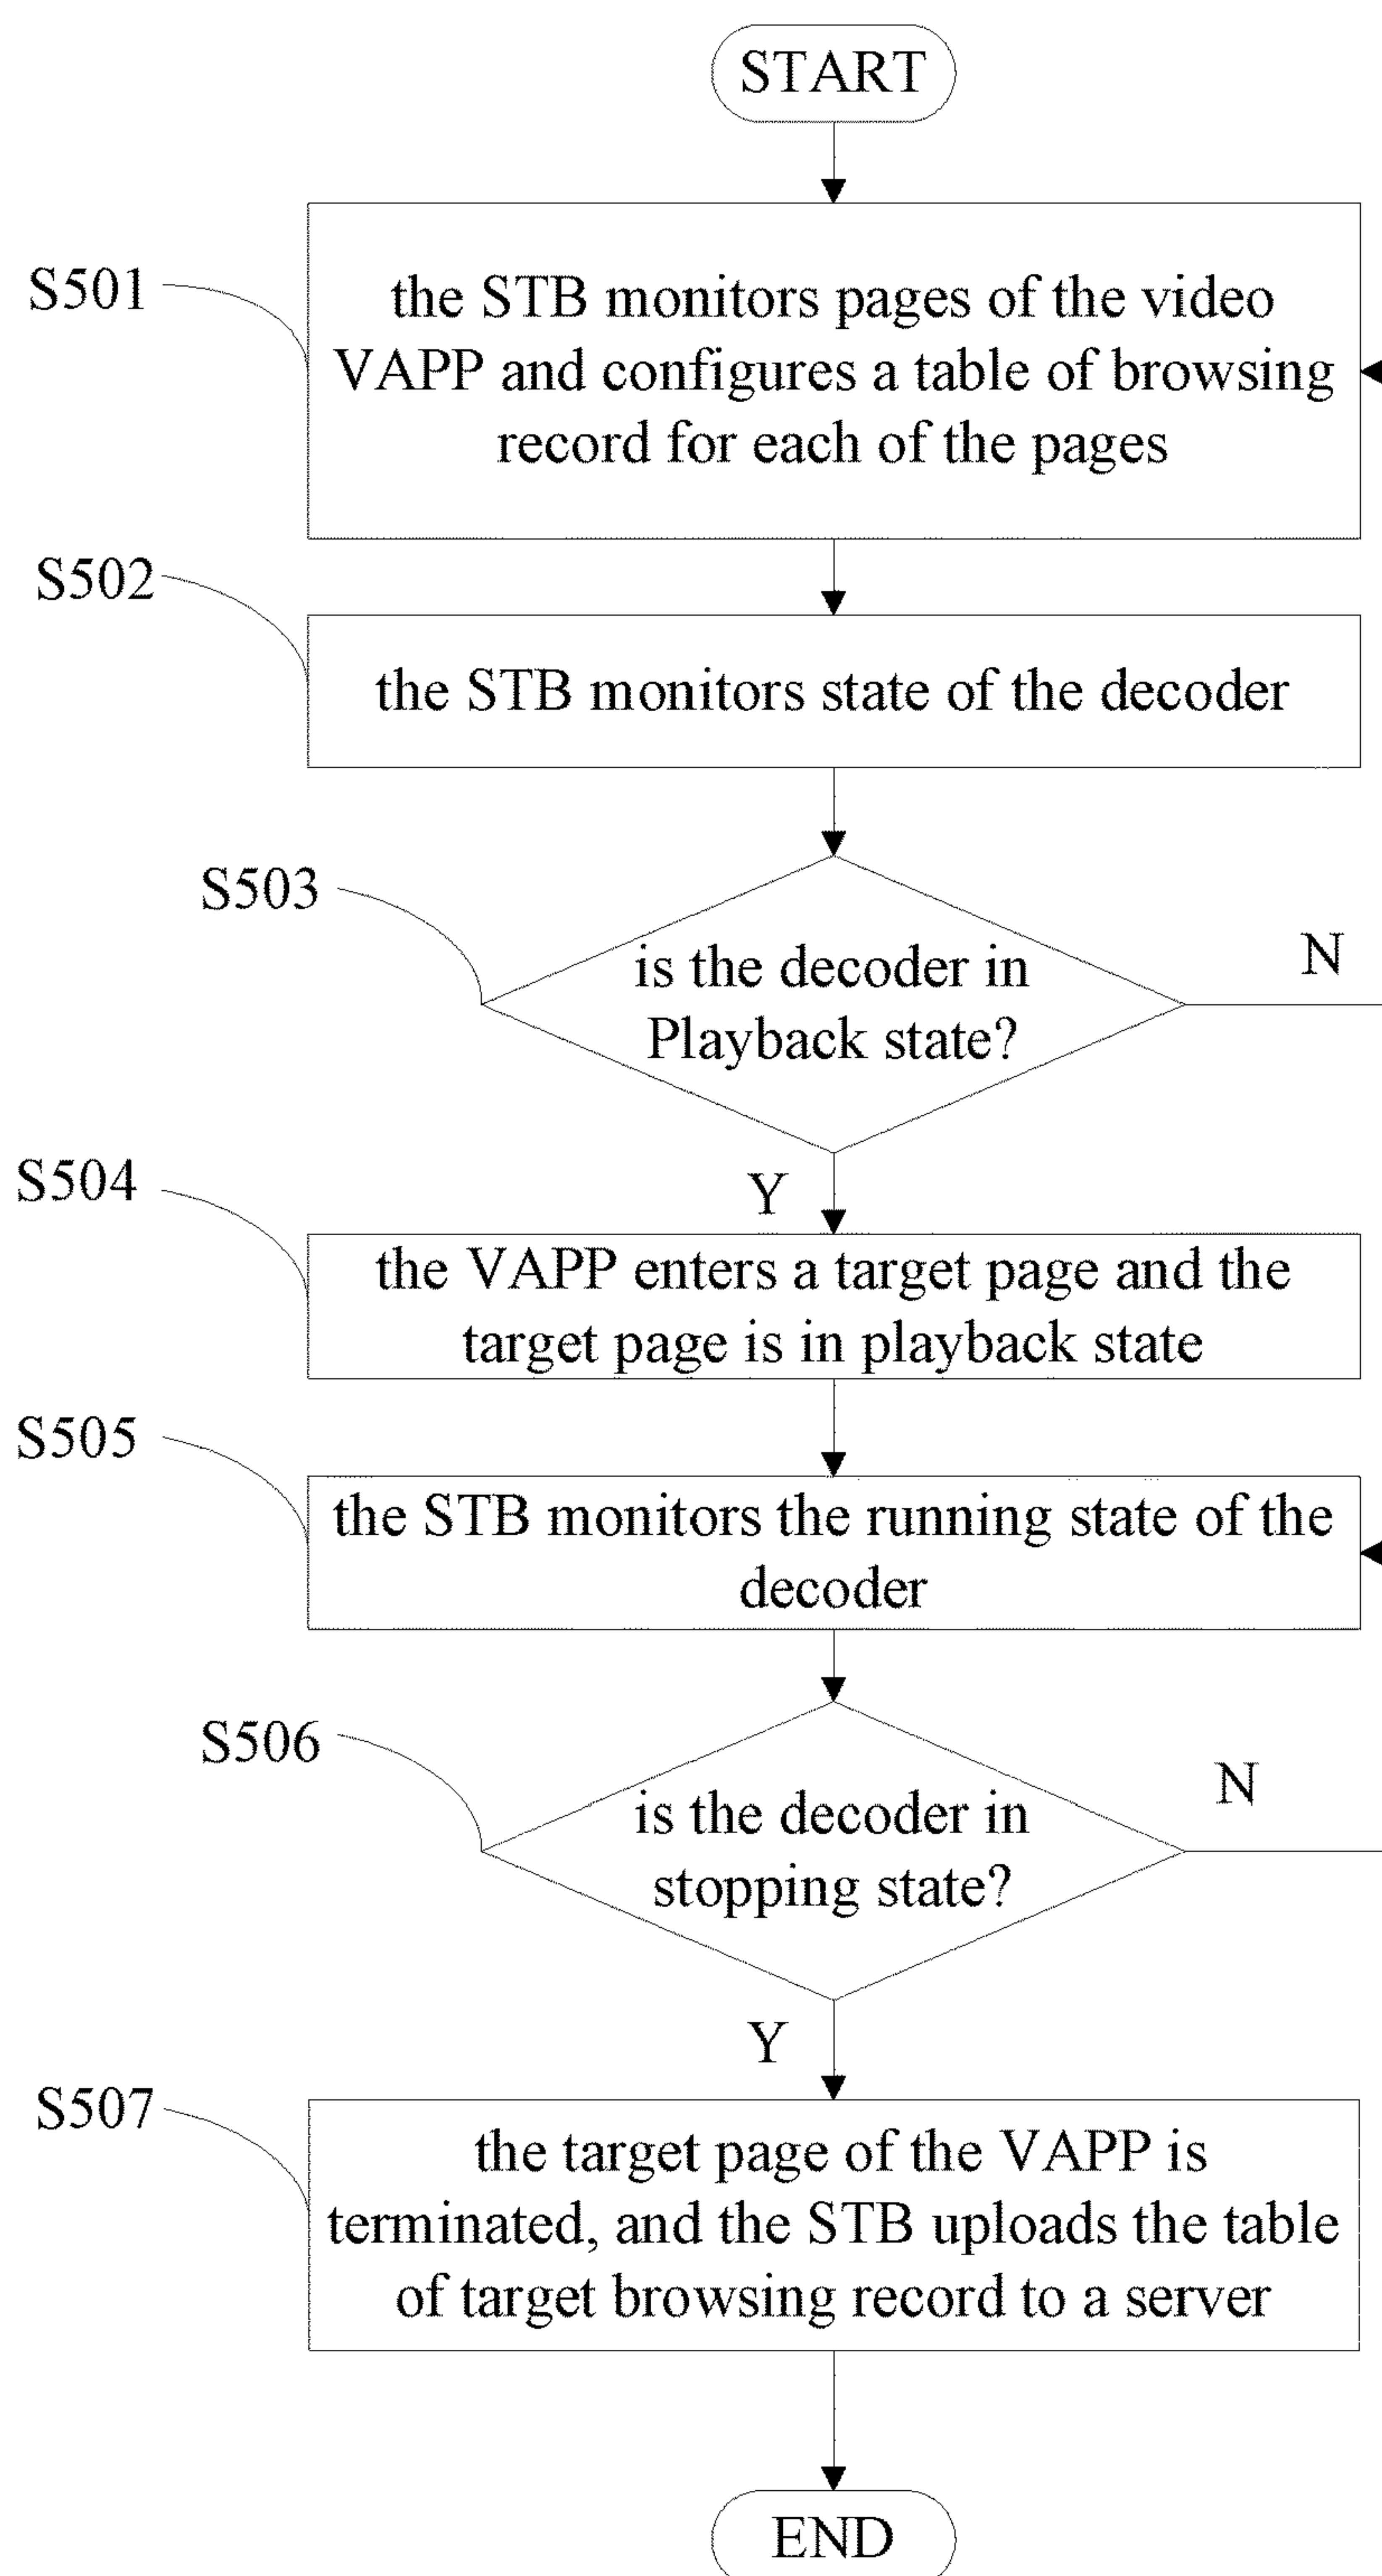 START
S501
the STB monitors pages of the video
VAPP and configures a table of browsing
record for each of the pages
S502
the STB monitors state of the decoder
S503
is the decoder in
Playback state?
N
Y
S504
the VAPP enters a target page and the
target page is in playback state
S505
the STB monitors the running state of the
decoder
S506
is the decoder in
stopping state?
N
Y
S507
the target page of the VAPP is
terminated, and the STB uploads the table
of target browsing record to a server
END